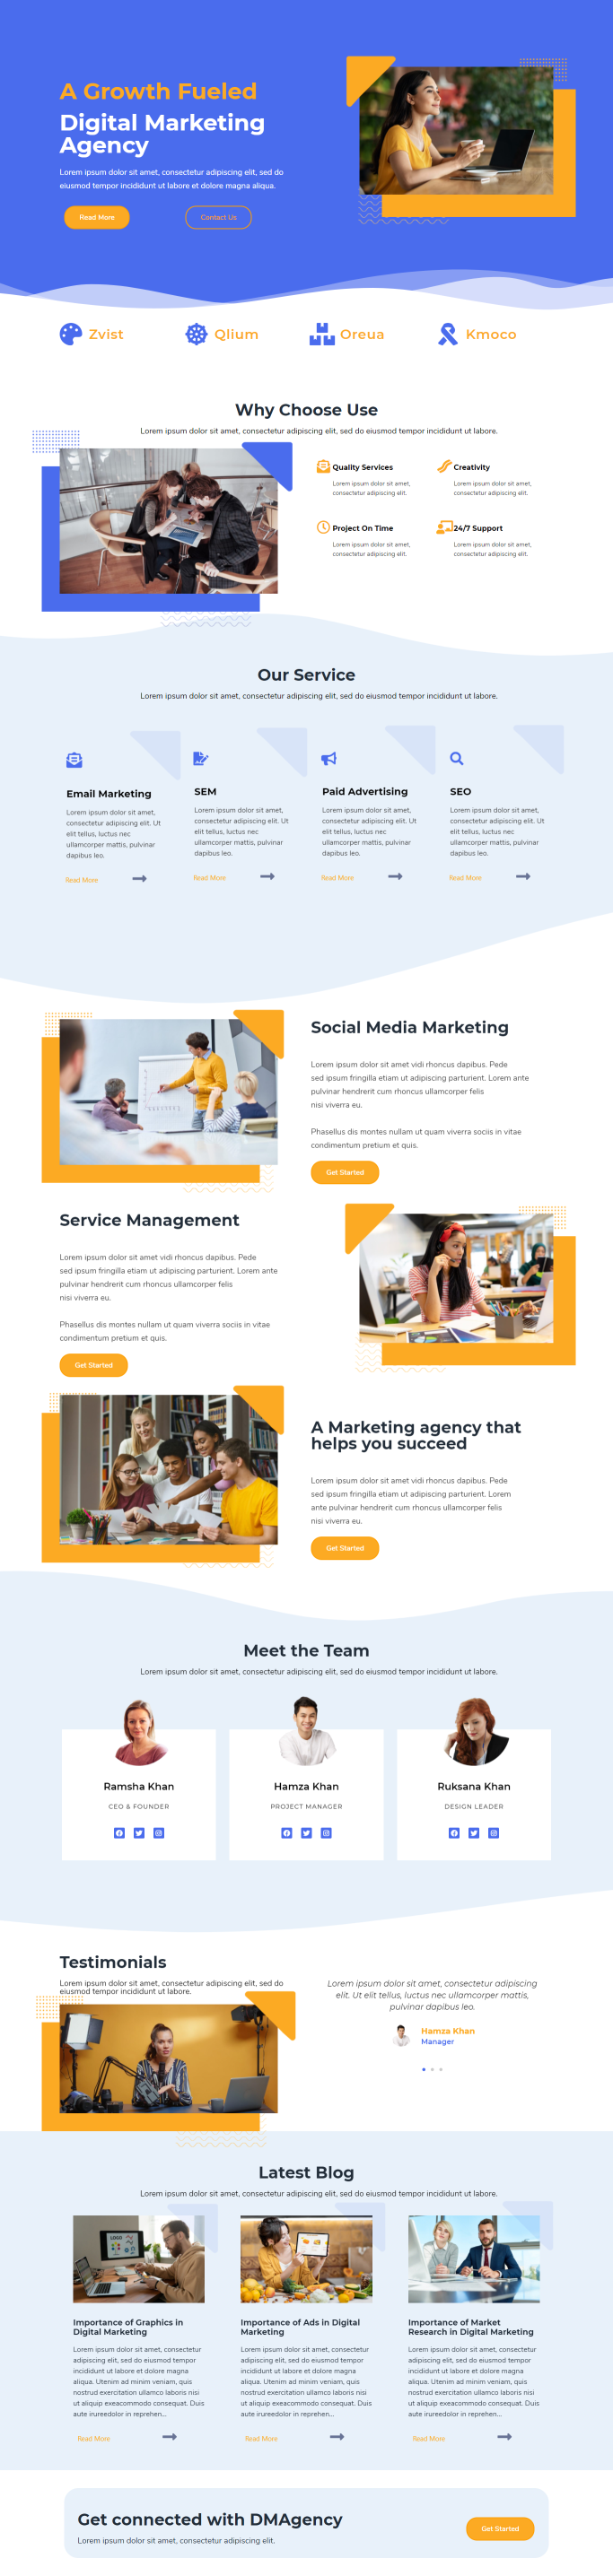 A Growth Fueled
Digital Marketing
Agency
Lorem ipsum dolor sit amet, consectetur adipiscing elit, sed do
eiusmod tempor incididunt ut labore et dolore magna aliqua.
Read More
Contact Us
Zvist
Qlium
Oreua
Kmoco
Why Choose Use
Lorem ipsum dolor sit amet, consectetur adipiscing elit, sed do eiusmod tempor incididunt ut labore.
Quality Services
Lorem ipsum dolor sit amet,
consectetur adipiscing elit.
Creativity
Lorem ipsum dolor sit amet,
consectetur adipiscing elit.
Project On Time
Lorem ipsum dolor sit amet,
consectetur adipiscing elit.
24/7 Support
Lorem ipsum dolor sit amet,
consectetur adipiscing elit.
Our Service
Lorem ipsum dolor sit amet, consectetur adipiscing elit, sed do eiusmod tempor incididunt ut labore.
Email Marketing
Lorem ipsum dolor sit amet,
consectetur adipiscing elit. Ut
elit tellus, luctus nec
ullamcorper mattis, pulvinar
dapibus leo.
Read More
SEM
Lorem ipsum dolor sit amet,
consectetur adipiscing elit. Ut
elit tellus, luctus nec
ullamcorper mattis, pulvinar
dapibus leo.
Read More
Paid Advertising
Lorem ipsum dolor sit amet,
consectetur adipiscing elit. Ut
elit tellus, luctus nec
ullamcorper mattis, pulvinar
dapibus leo.
Read More
SEO
Lorem ipsum dolor sit amet,
consectetur adipiscing elit. Ut
elit tellus, luctus nec
ullamcorper mattis, pulvinar
dapibus leo.
Read More
Social Media Marketing
Lorem ipsum dolor sit amet vidi rhoncus dapibus. Pede
sed ipsum fringilla etiam ut adipiscing parturient. Lorem ante
pulvinar hendrerit cum rhoncus ullamcorper felis
nisi viverra eu.
Phasellus dis montes nullam ut quam viverra sociis in vitae
condimentum pretium et quis.
Get Started
Service Management
Lorem ipsum dolor sit amet vidi rhoncus dapibus. Pede
sed ipsum fringilla etiam ut adipiscing parturient. Lorem ante
pulvinar hendrerit cum rhoncus ullamcorper felis
nisi viverra eu.
Phasellus dis montes nullam ut quam viverra sociis in vitae
condimentum pretium et quis.
Get Started
A Marketing agency that
helps you succeed
Lorem ipsum dolor sit amet vidi rhoncus dapibus. Pede
sed ipsum fringilla etiam ut adipiscing parturient. Lorem
ante pulvinar hendrerit cum rhoncus ullamcorper felis
nisi viverra eu.
Get Started
Meet the Team
Lorem ipsum dolor sit amet, consectetur adipiscing elit, sed do eiusmod tempor incididunt ut labore.
Ramsha Khan
CEO & FOUNDER
Hamza Khan
PROJECT MANAGER
Ruksana Khan
DESIGN LEADER
Testimonials
Lorem ipsum dolor sit amet, consectetur adipiscing elit, sed do
eiusmod tempor incididunt ut labore.
Lorem ipsum dolor sit amet, consectetur adipiscing
elit. Ut elit tellus, luctus nec ullamcorper mattis,
pulvinar dapibus leo.
Hamza Khan
Manager
Latest Blog
Lorem ipsum dolor sit amet, consectetur adipiscing elit, sed do eiusmod tempor incididunt ut labore.
LOGO
Importance of Graphics in
Digital Marketing
Lorem ipsum dolor sit amet, consectetur
adipiscing elit, sed do eiusmod tempor
incididunt ut labore et dolore magna
aliqua. Utenim ad minim veniam, quis
nostrud exercitation ullamco laboris nisi
ut aliquip exeacommodo consequat. Duis
aute irureedolor in reprehen...
Read More
Importance of Ads in Digital
Marketing
Lorem ipsum dolor sit amet, consectetur
adipiscing elit, sed do eiusmod tempor
incididunt ut labore et dolore magna
aliqua. Utenim ad minim veniam, quis
nostrud exercitation ullamco laboris nisi
ut aliquip exeacommodo consequat. Duis
aute irureedolor in reprehen...
Read More
Importance of Market
Research in Digital Marketing
Lorem ipsum dolor sit amet, consectetur
adipiscing elit, sed do eiusmod tempor
incididunt ut labore et dolore magna
aliqua. Utenim ad minim veniam, quis
nostrud exercitation ullamco laboris nisi
ut aliquip exeacommodo consequat. Duis
aute irureedolor in reprehen...
Read More
Get connected with DMAgency
Lorem ipsum dolor sit amet, consectetur adipiscing elit.
Get Started